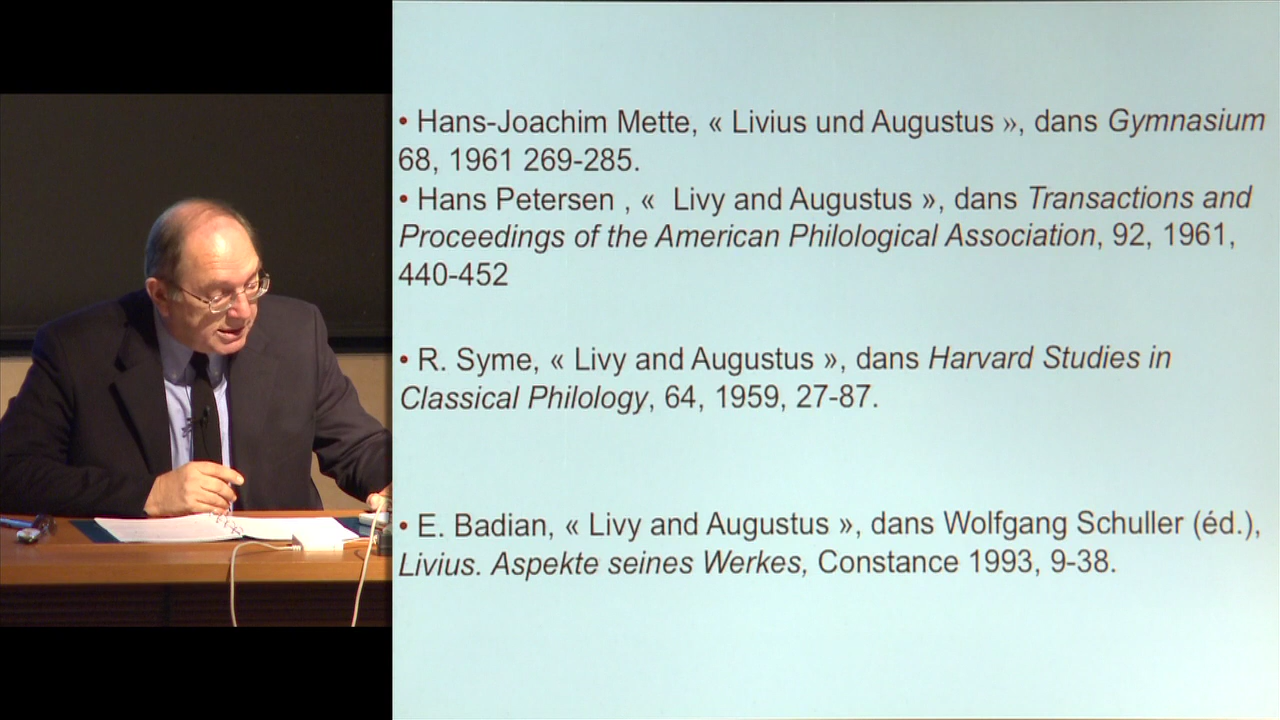 • Hans-Joachim Mette, « Livius und Augustus », dans Gymnasium
68, 1961 269-285.
• Hans Petersen , «  Livy and Augustus », dans Transactions and
Proceedings of the American Philological Association, 92, 1961,
440-452
• R. Syme, « Livy and Augustus », dans Harvard Studies in
Classical Philology, 64, 1959, 27-87.
• E. Badian, « Livy and Augustus », dans Wolfgang Schuller (éd.),
Livius. Aspekte seines Werkes, Constance 1993, 9-38.